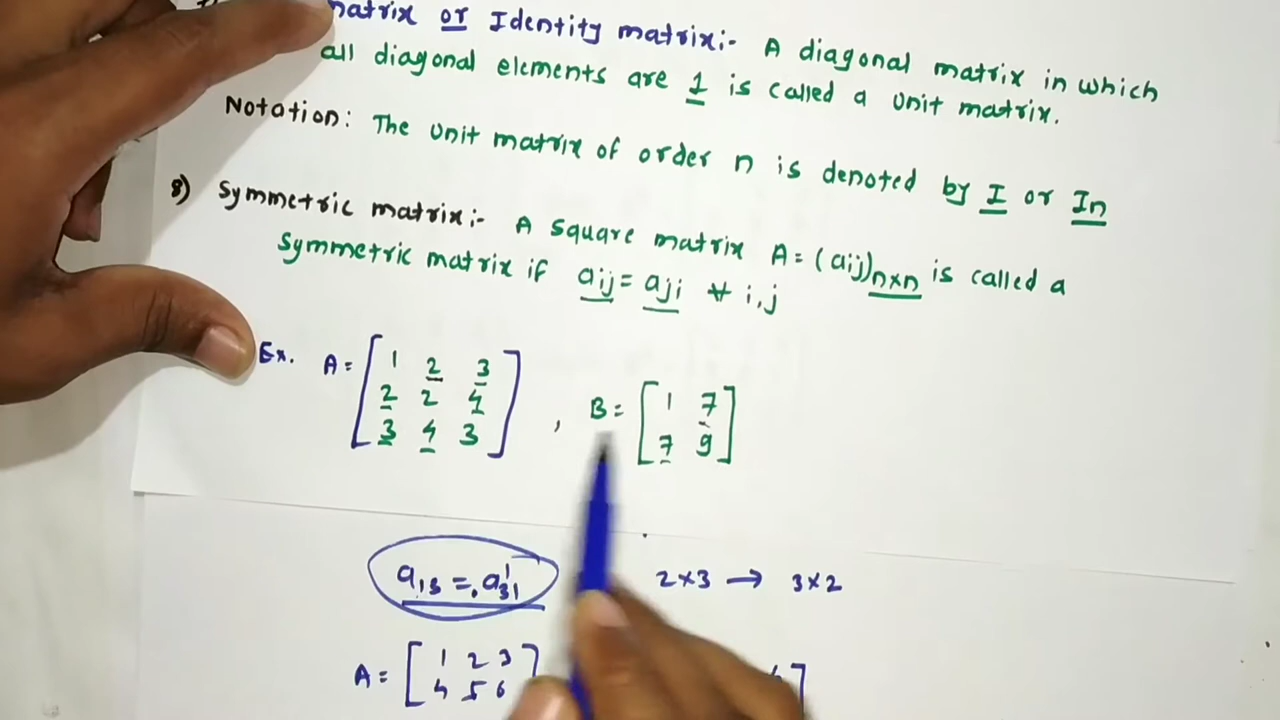 matrix or Identity matrix:- A diagonal matrix in which
all diagonal elements are 1 is called a unit matrix.
Notation: The unit matrix of order n is denoted by I or In
8) Symmetric matrix:- A square matrix A = (aij)n×n is called a
Symmetric matrix if aij = aji ∀ i,j
Ex. A = [1 2 3
2 2 4
3 4 3] , B = [1 7
7 9]
a13 = a'31 2×3 → 3×2
A = [1 2 3
4 5 6